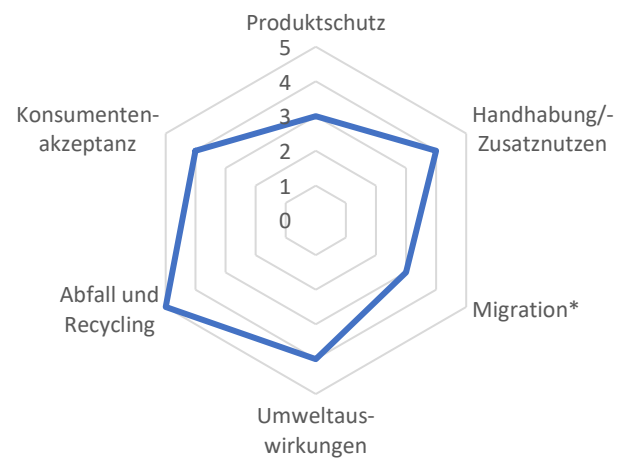 Produktschutz
5
4
3
2
1
0
Handhabung/-
Zusatznutzen
Migration*
Umweltaus-
wirkungen
Abfall und
Recycling
Konsumenten-
akzeptanz